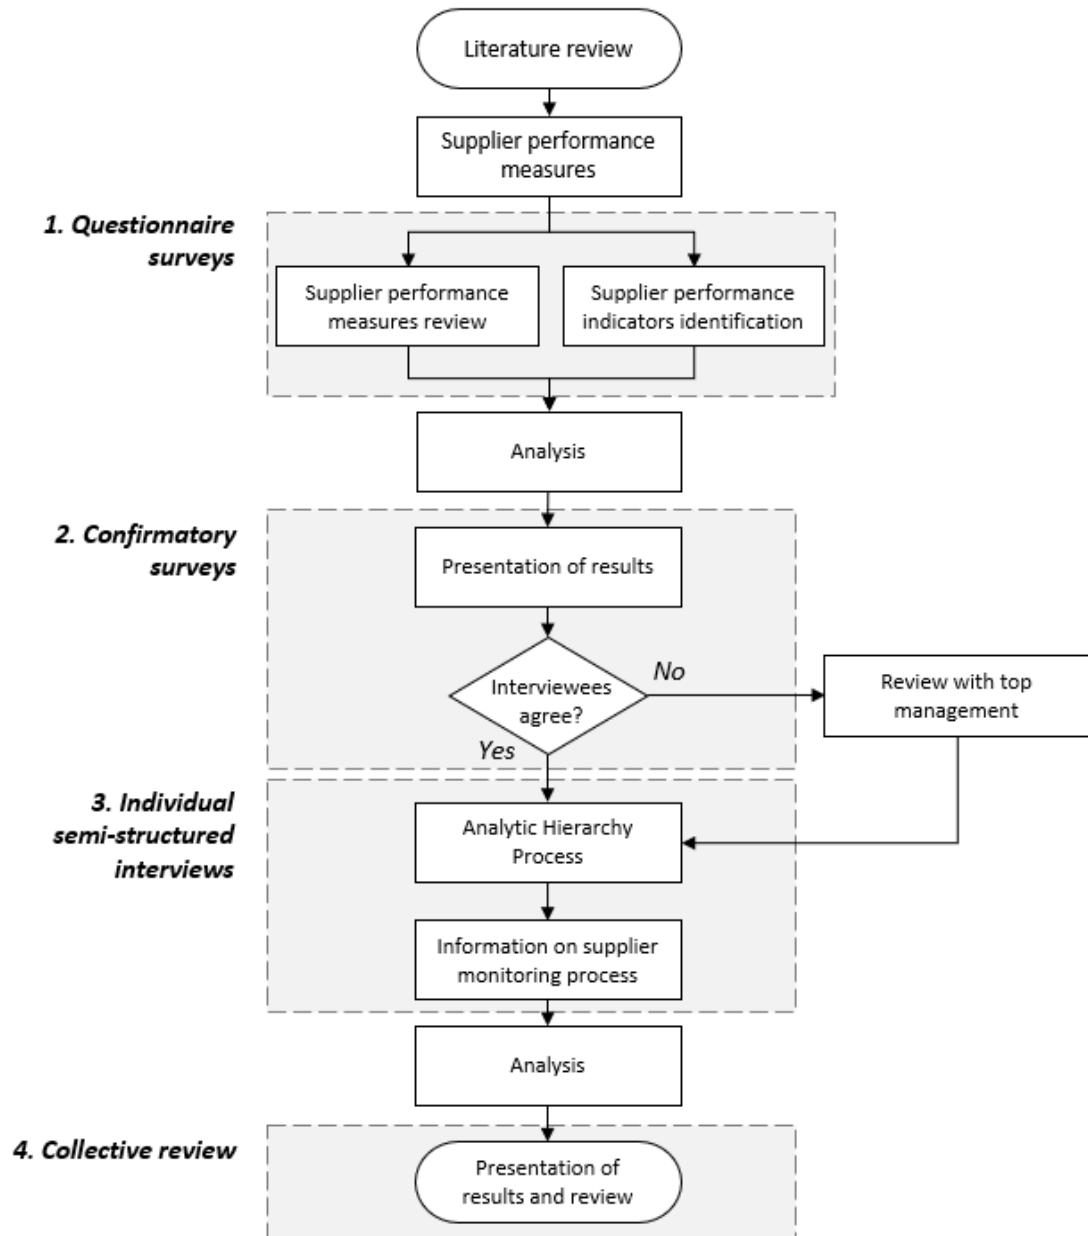 Literature review
Supplier performance
measures
1. Questionnaire
surveys
Supplier performance
measures review
Supplier performance
indicators identification
Analysis
2. Confirmatory
surveys
Presentation of results
Interviewees
agree?
No
Review with top
management
Yes
3. Individual
semi-structured
interviews
Analytic Hierarchy
Process
Information on supplier
monitoring process
Analysis
4. Collective review
Presentation of
results and review